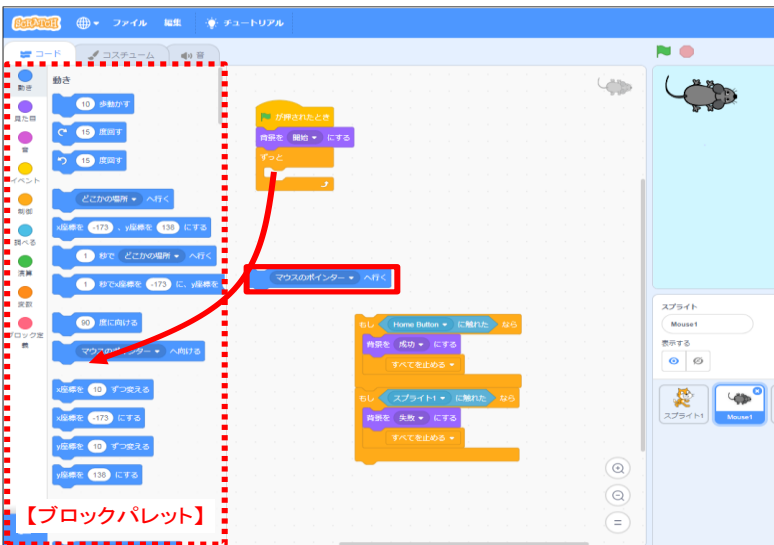 SCRATCH
ファイル
編集
チュートリアル
コード
コスチューム
音
動き
見た目
音
イベント
制御
調べる
演算
変数
ブロック定義
動き
10 歩動かす
15 度回す
15 度回す
どこかの場所 へ行く
x座標を -173 、y座標を 138 にする
1 秒で どこかの場所 へ行く
1 秒でx座標を -173 に、y座標を
90 度に向ける
マウスのポインター へ向ける
x座標を 10 ずつ変える
x座標を -173 にする
y座標を 10 ずつ変える
y座標を 138 にする
【ブロックパレット】
が押されたとき
背景を 開始 にする
ずっと
マウスのポインター へ行く
もし Home Button に触れた なら
背景を 成功 にする
すべてを止める
もし スプライト1 に触れた なら
背景を 失敗 にする
すべてを止める
スプライト
Mouse1
表示する
スプライト1
Mouse1